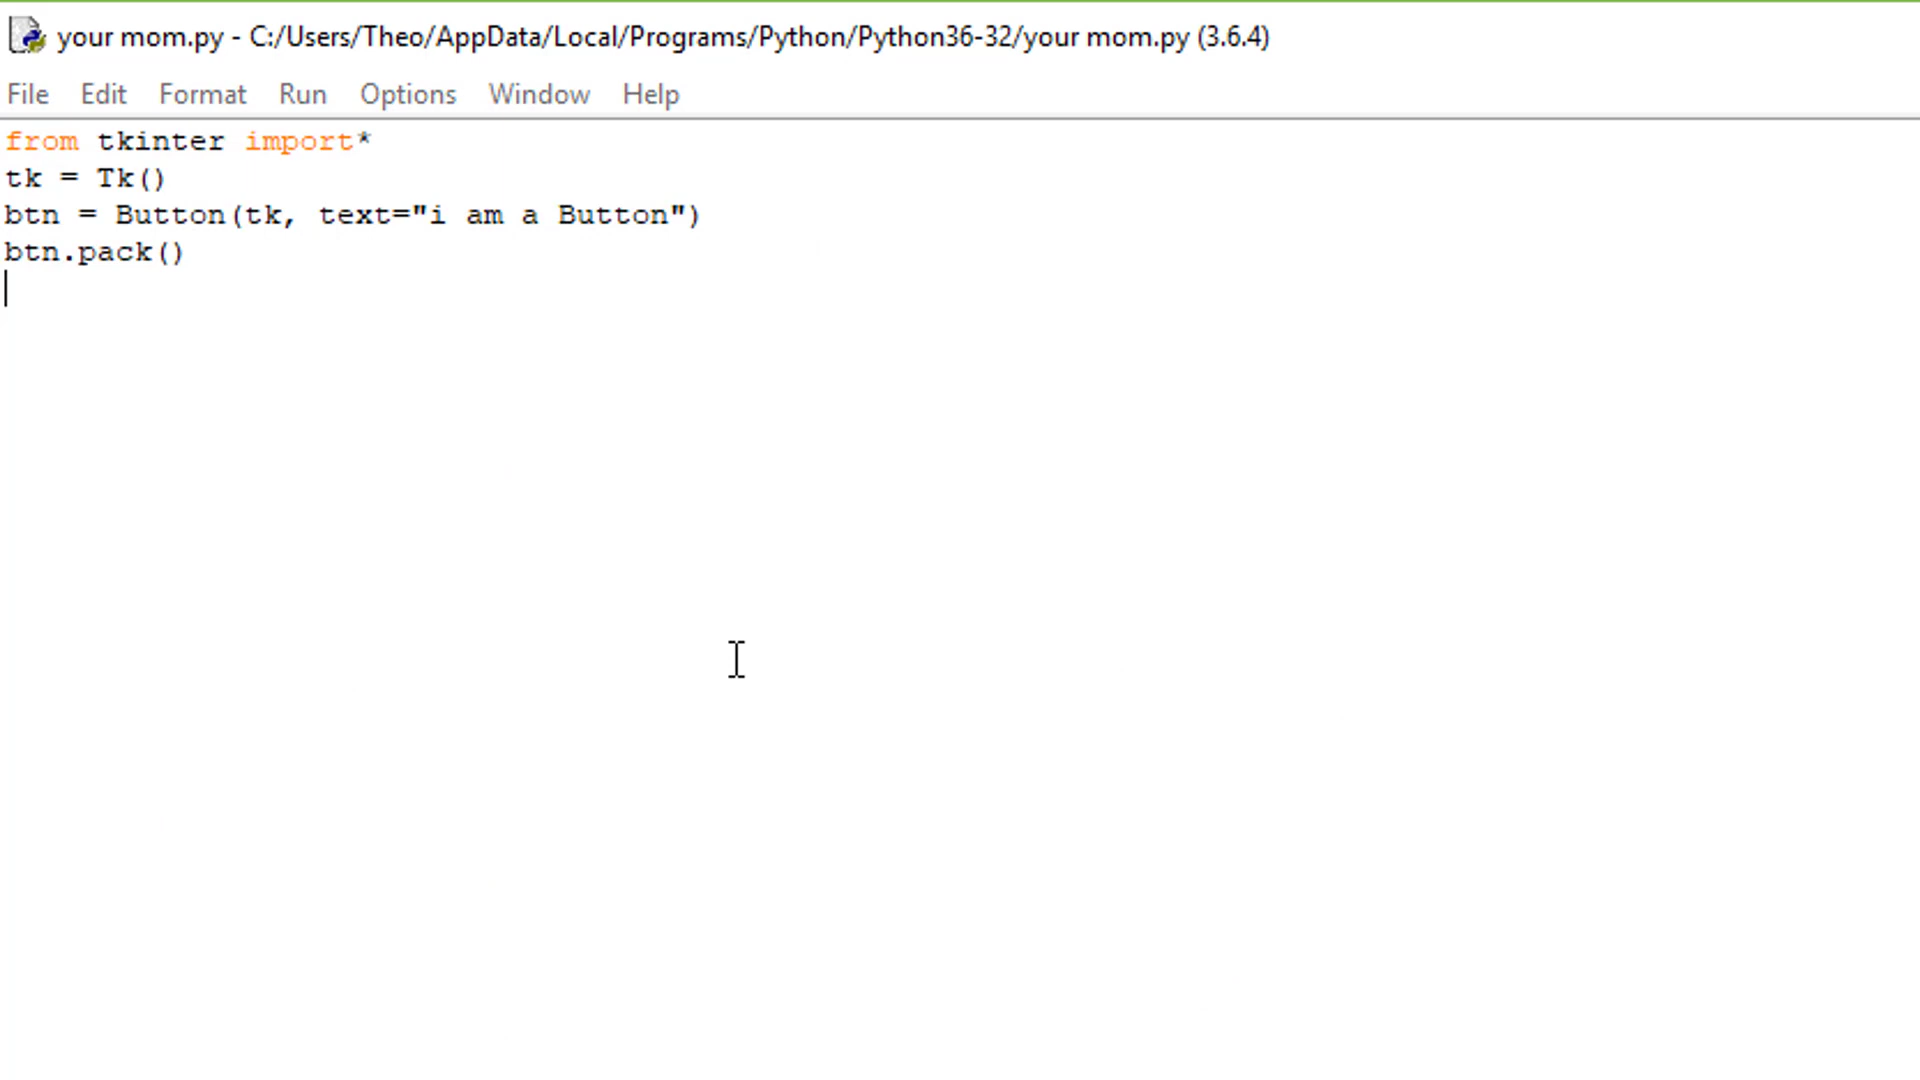 your mom.py - C:/Users/Theo/AppData/Local/Programs/Python/Python36-32/your mom.py (3.6.4)
File Edit Format Run Options Window Help
from tkinter import*
tk = Tk()
btn = Button(tk, text="i am a Button")
btn.pack()